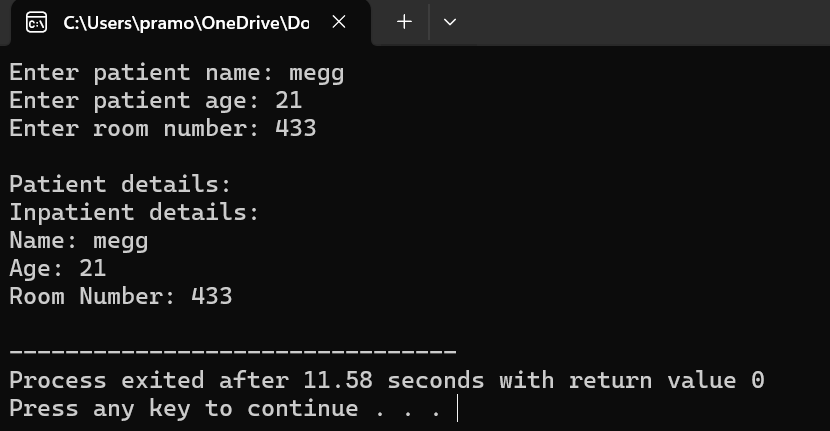 C:\Users\pramo\OneDrive\Do
Enter patient name: megg
Enter patient age: 21
Enter room number: 433
Patient details:
Inpatient details:
Name: megg
Age: 21
Room Number: 433
--------------------------------
Process exited after 11.58 seconds with return value 0
Press any key to continue . . .